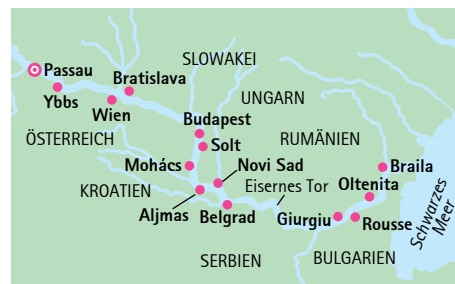 SLOWAKEI
Passau
Bratislava
Ybbs
Wien
UNGARN
Budapest
ÖSTERREICH
Solt
RUMÄNIEN
Mohács
Novi Sad
Braila
KROATIEN
Eisernes Tor
Oltenita
Aljmas
Belgrad
Giurgiu
Rousse
Schwarzes
Meer
SERBIEN
BULGARIEN